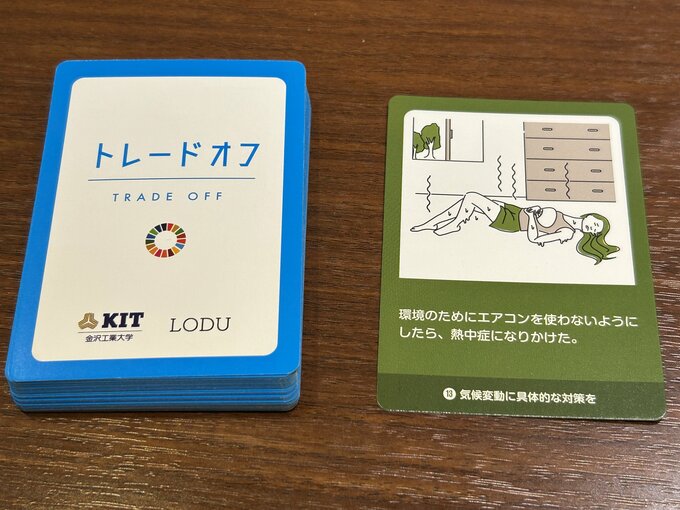 トレードオフ
TRADE OFF
KIT
金沢工業大学
LODU
環境のためにエアコンを使わないように
したら、熱中症になりかけた。
⓭ 気候変動に具体的な対策を